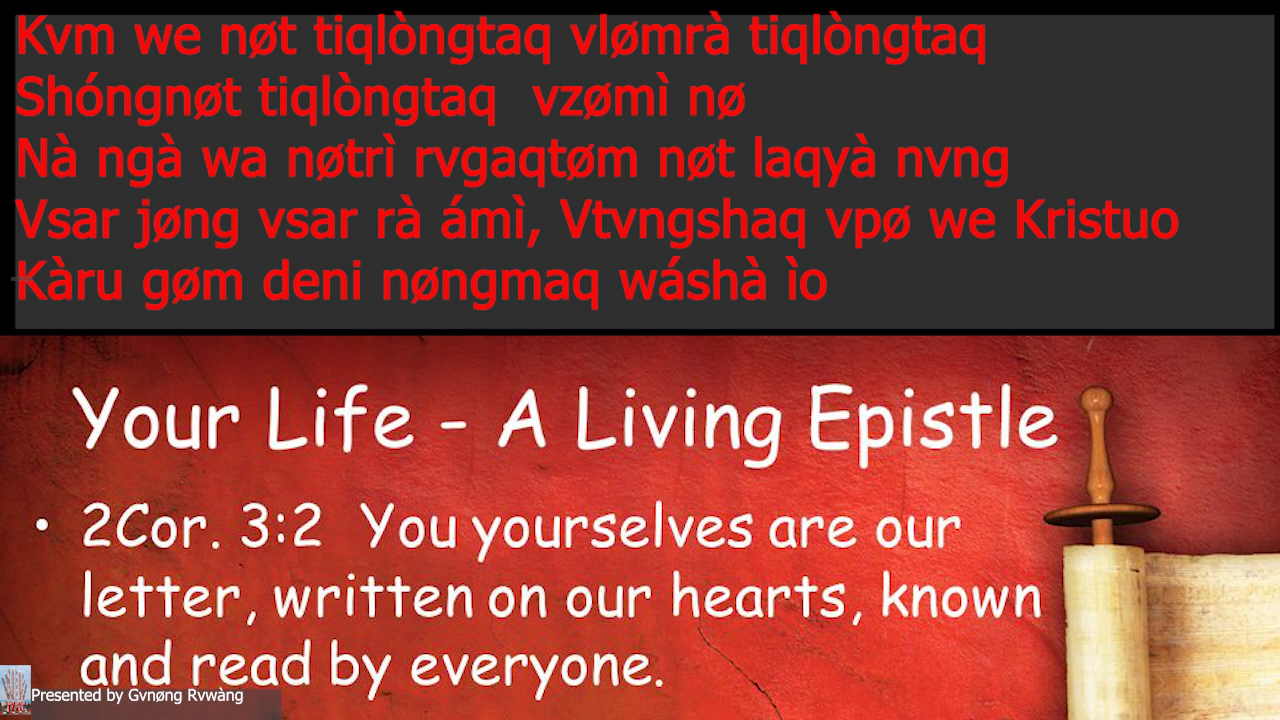 Kvm we nøt tiqlòngtaq vlømrà tiqlòngtaq
Shóngnøt tiqlòngtaq vzømì nø
Nà ngà wa nøtrì rvgaqtøm nøt laqyà nvng
Vsar jøng vsar rà ámì, Vtvngshaq vpø we Kristuo
Kàru gøm deni nøngmaq wáshà ìo
Your Life - A Living Epistle
• 2Cor. 3:2 You yourselves are our
letter, written on our hearts, known
and read by everyone.
Presented by Gvnøng Rvwàng